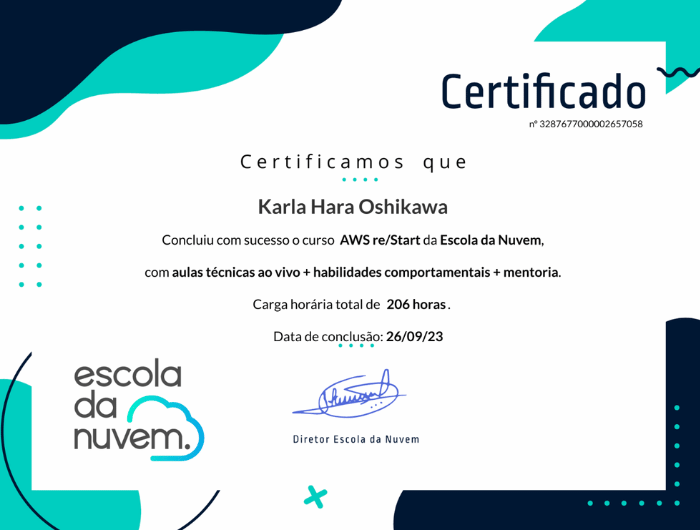 Certificado
nº 3287677000002657058
Certificamos que
Karla Hara Oshikawa
Concluiu com sucesso o curso AWS re/Start da Escola da Nuvem,
com aulas técnicas ao vivo + habilidades comportamentais + mentoria.
Carga horária total de 206 horas.
Data de conclusão: 26/09/23
escola
da
nuvem.
Diretor Escola da Nuvem